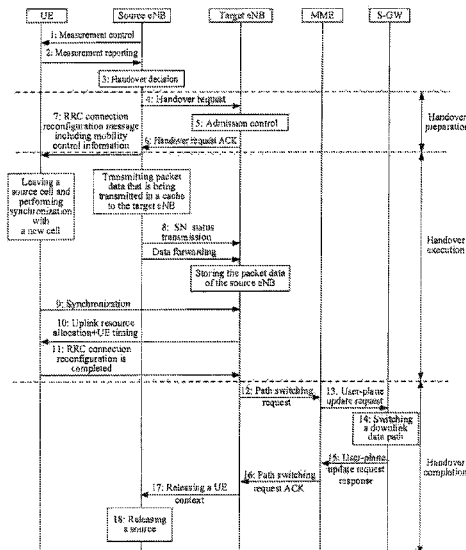 UE
Source eNB
Target eNB
MME
S-GW
1: Measurement control
2: Measurement reporting
3: Handover decision
4: Handover request
5: Admission control
6: Handover request ACK
7: RRC connection
reconfiguration message
including mobility
control information
Handover
preparation
Leaving a
source cell and
performing
synchronization
with
a new cell
Transmitting packet
data that is being
transmitted in a cache
to the target eNB
8: SN status
transmission
Data forwarding
Storing the packet data
of the source eNB
Handover
execution
9: Synchronization
10: Uplink resource
allocation+UE timing
11: RRC connection
reconfiguration is
completed
12: Path switching
request
13: User-plane
update request
14: Switching
a downlink
data path
15: User-plane
update request
response
16: Path switching
request ACK
17: Releasing a UE
context
18: Releasing
a source
Handover
completion